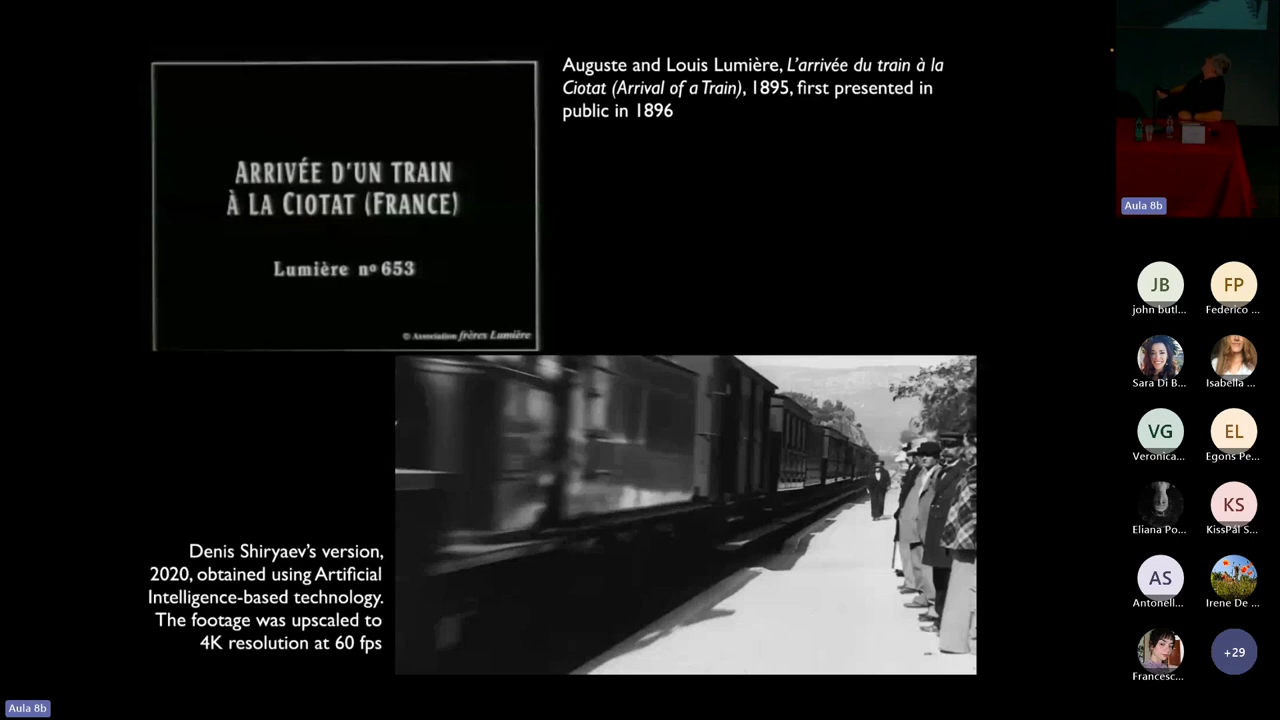 Auguste and Louis Lumière, L'arrivée du train à la
Ciotat (Arrival of a Train), 1895, first presented in
public in 1896
ARRIVÉE D'UN TRAIN
À LA CIOTAT (FRANCE)
Lumière nº 653
© Association frères Lumière
Denis Shiryaev's version,
2020, obtained using Artificial
Intelligence-based technology.
The footage was upscaled to
4K resolution at 60 fps
Aula 8b
JB
john butl...
FP
Federico ...
Sara Di B...
Isabella ...
VG
Veronica...
EL
Egons Pe...
Eliana Po...
KS
KissPál S...
AS
Antonell...
Irene De ...
Francesc...
+29
Aula 8b